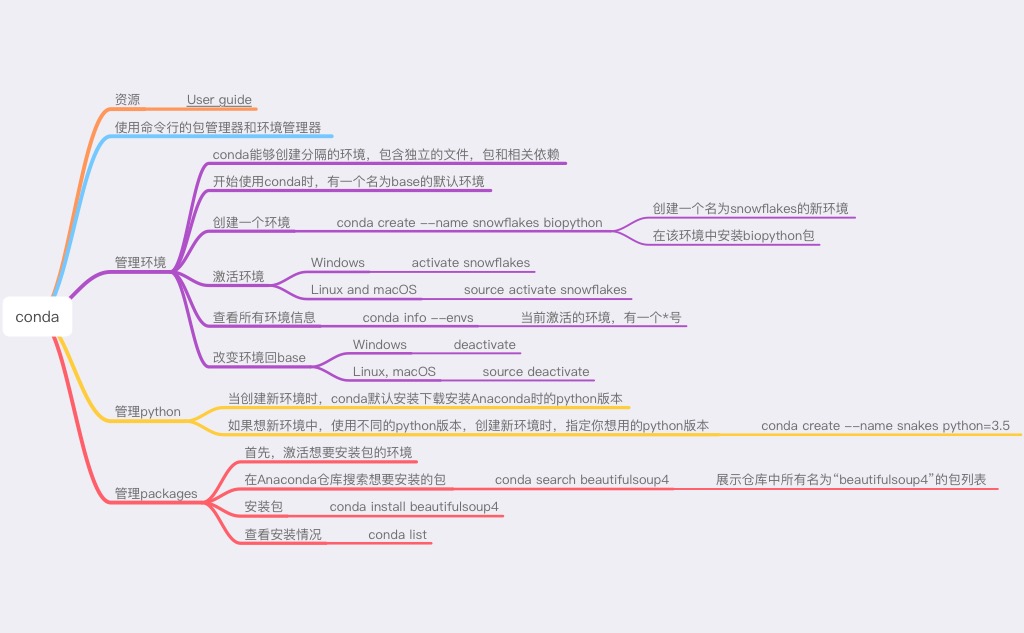 conda
资源
User guide
使用命令行的包管理器和环境管理器
管理环境
conda能够创建分隔的环境，包含独立的文件，包和相关依赖
开始使用conda时，有一个名为base的默认环境
创建一个环境
conda create --name snowflakes biopython
创建一个名为snowflakes的新环境
在该环境中安装biopython包
激活环境
Windows
activate snowflakes
Linux and macOS
source activate snowflakes
查看所有环境信息
conda info --envs
当前激活的环境，有一个*号
改变环境回base
Windows
deactivate
Linux, macOS
source deactivate
管理python
当创建新环境时，conda默认安装下载安装Anaconda时的python版本
如果想新环境中，使用不同的python版本，创建新环境时，指定你想用的python版本
conda create --name snakes python=3.5
管理packages
首先，激活想要安装包的环境
在Anaconda仓库搜索想要安装的包
conda search beautifulsoup4
展示仓库中所有名为“beautifulsoup4”的包列表
安装包
conda install beautifulsoup4
查看安装情况
conda list